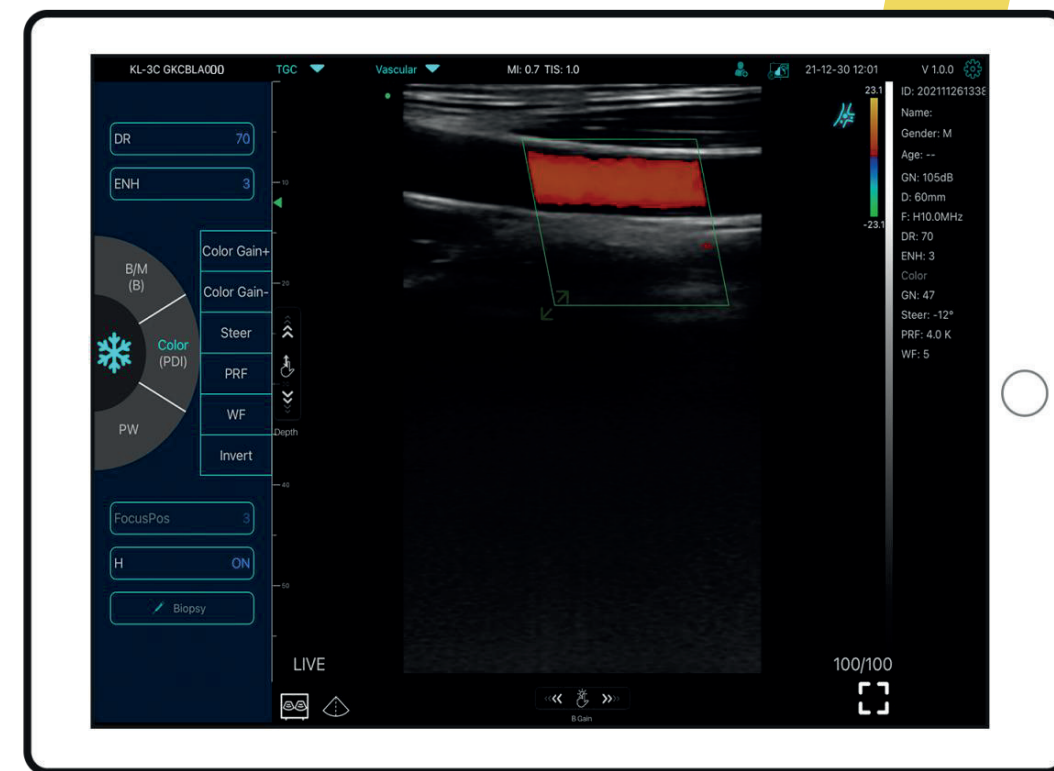 KL-3C GKCBLA000
TGC
Vascular
MI: 0.7 TIS: 1.0
21-12-30 12:01
V 1.0.0
DR 70
ENH 3
B/M
(B)
Color
(PDI)
PW
Color Gain+
Color Gain-
Steer
PRF
WF
Invert
FocusPos 3
H ON
Biopsy
10
20
Depth
40
50
LIVE
B Gain
100/100
23.1
-23.1
ID: 202111261338
Name:
Gender: M
Age: --
GN: 105dB
D: 60mm
F: H10.0MHz
DR: 70
ENH: 3
Color
GN: 47
Steer: -12°
PRF: 4.0 K
WF: 5